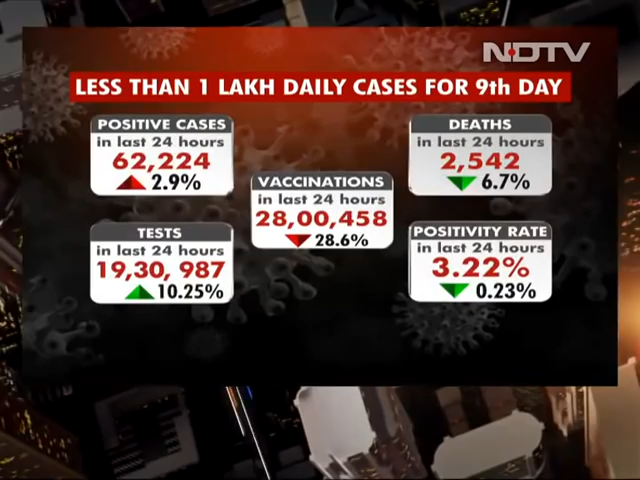 NDTV
LESS THAN 1 LAKH DAILY CASES FOR 9th DAY
POSITIVE CASES
in last 24 hours
62,224
2.9%
DEATHS
in last 24 hours
2,542
6.7%
VACCINATIONS
in last 24 hours
28,00,458
28.6%
TESTS
in last 24 hours
19,30, 987
10.25%
POSITIVITY RATE
in last 24 hours
3.22%
0.23%